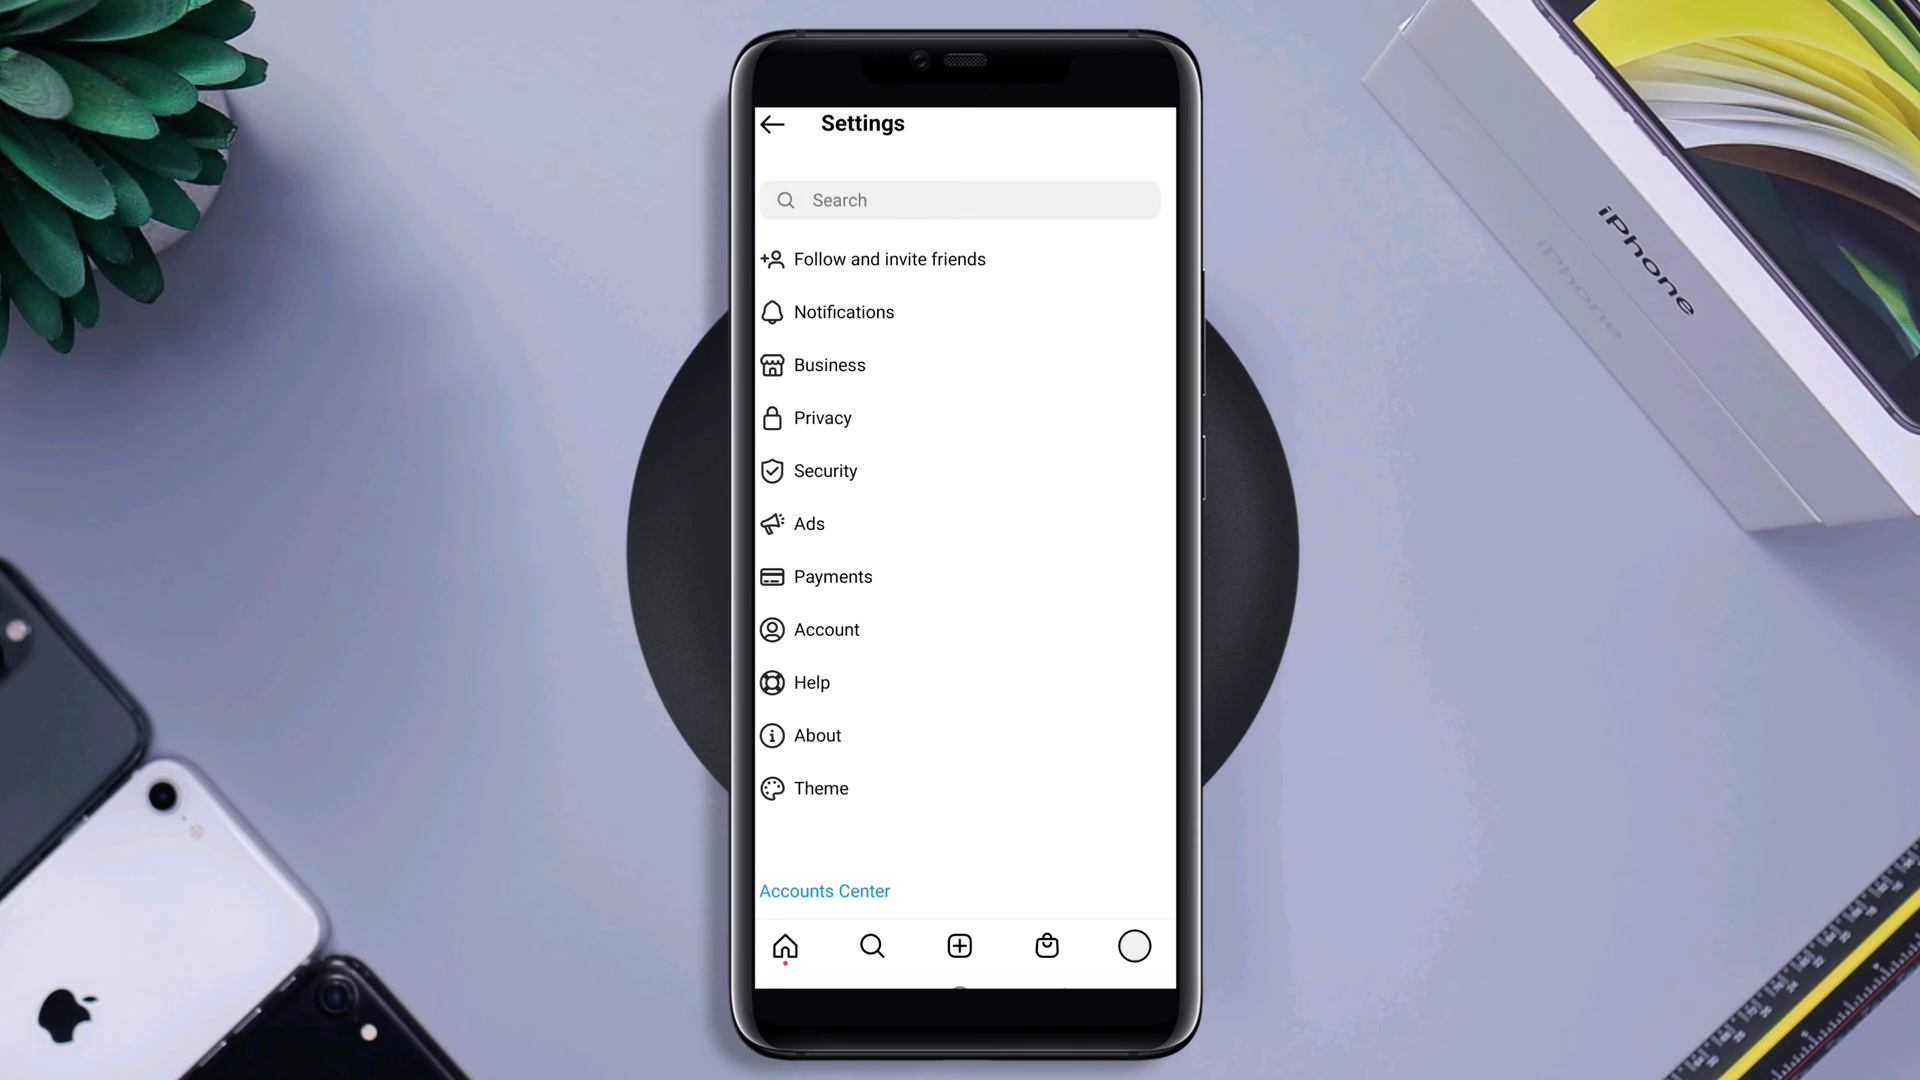 Settings
Search
Follow and invite friends
Notifications
Business
Privacy
Security
Ads
Payments
Account
Help
About
Theme
Accounts Center
iPhone